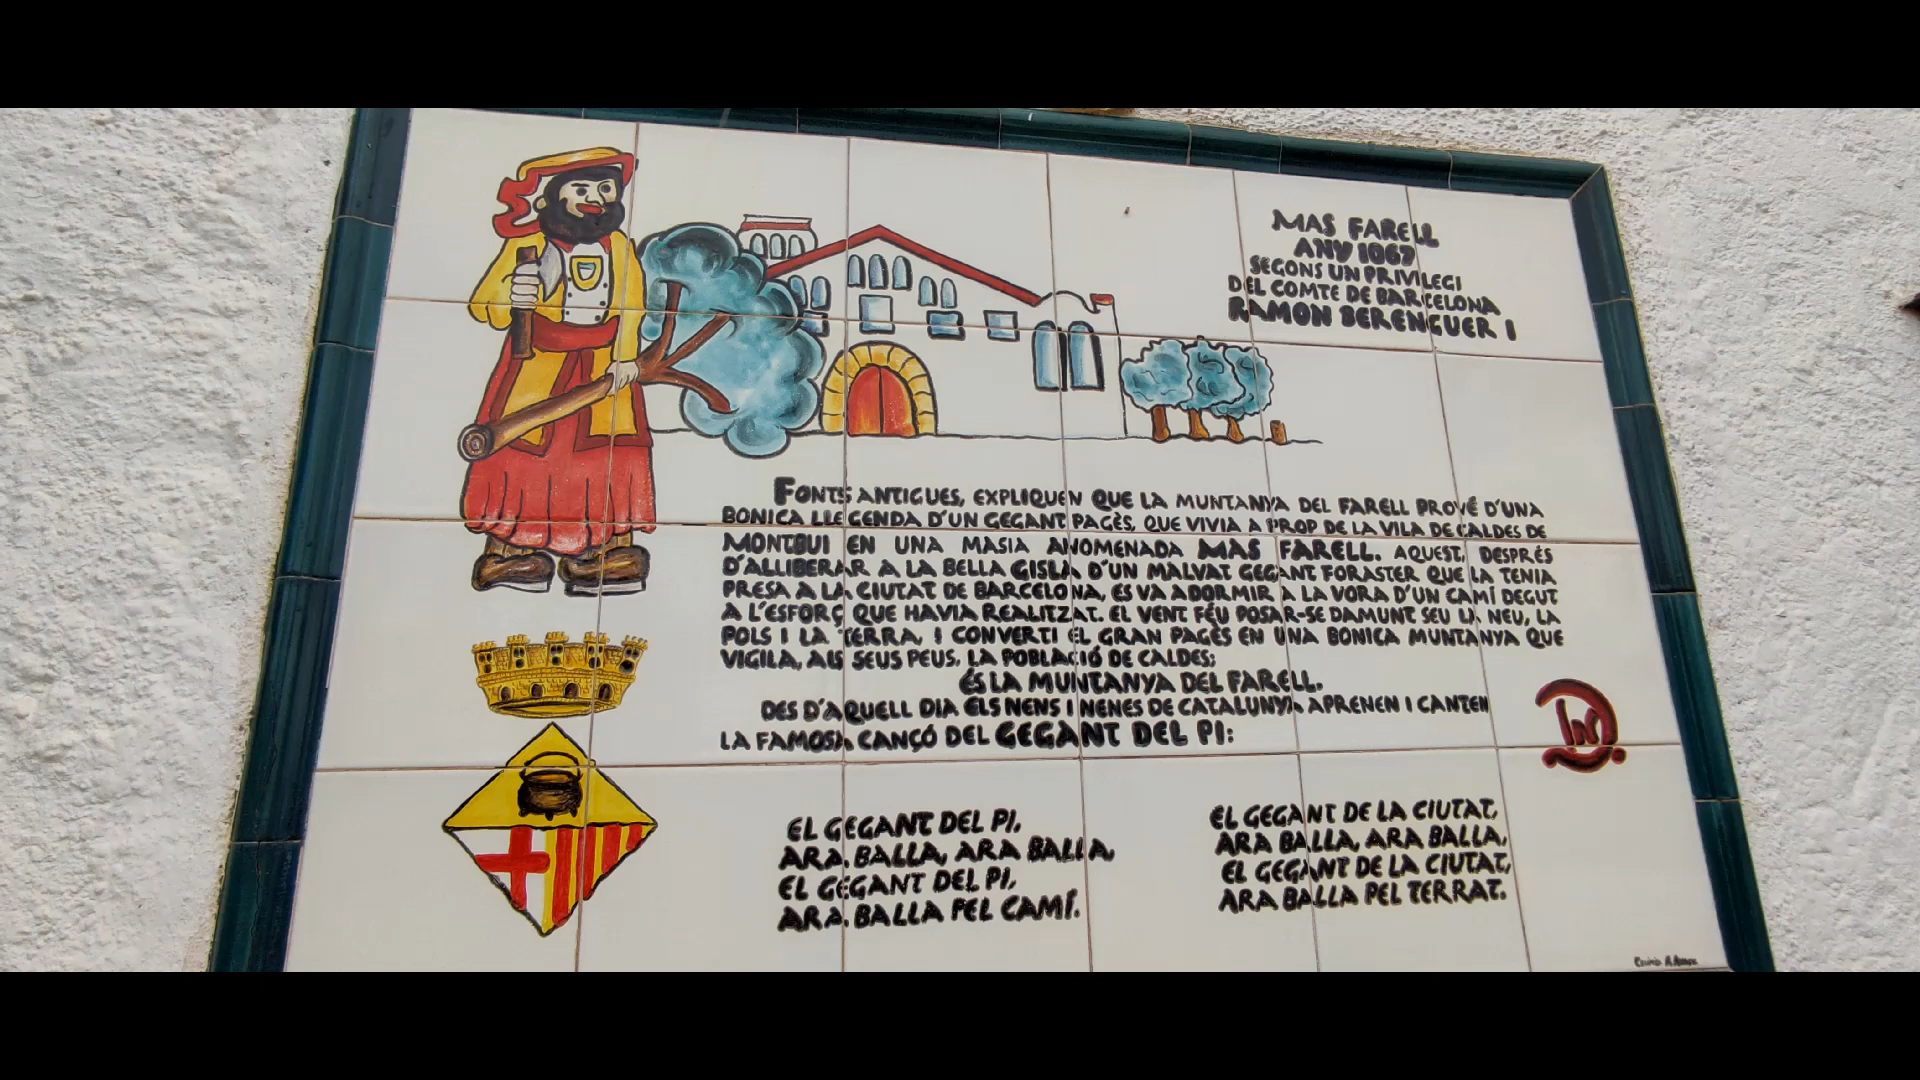 MAS FARELL
ANY 1067
SEGONS UN PRIVILEGI
DEL COMTE DE BARCELONA
RAMON BERENGUER I
FONTS ANTIGUES, EXPLIQUEN QUE LA MUNTANYA DEL FARELL PROVÉ D'UNA
BONICA LLEGENDA D'UN GEGANT PAGÈS, QUE VIVIA A PROP DE LA VILA DE CALDES DE
MONTBUI EN UNA MASIA ANOMENADA MAS FARELL. AQUEST, DESPRÉS
D'ALLIBERAR A LA BELLA GISLA D'UN MALVAT GEGANT FORASTER QUE LA TENIA
PRESA A LA CIUTAT DE BARCELONA, ES VA ADORMIR A LA VORA D'UN CAMÍ DEGUT
A L'ESFORÇ QUE HAVIA REALITZAT. EL VENT FÉU POSAR-SE DAMUNT SEU LA NEU, LA
POLS I LA TERRA, I CONVERTI EL GRAN PAGÈS EN UNA BONICA MUNTANYA QUE
VIGILA, ALS SEUS PEUS, LA POBLACIÓ DE CALDES;
ÉS LA MUNTANYA DEL FARELL.
DES D'AQUELL DIA ELS NENS I NENES DE CATALUNYA APRENEN I CANTEN
LA FAMOSA CANÇÓ DEL GEGANT DEL PI:
EL GEGANT DEL PI,
ARA BALLA, ARA BALLA,
EL GEGANT DEL PI,
ARA BALLA PEL CAMÍ.
EL GEGANT DE LA CIUTAT,
ARA BALLA, ARA BALLA,
EL GEGANT DE LA CIUTAT,
ARA BALLA PEL TERRAT.